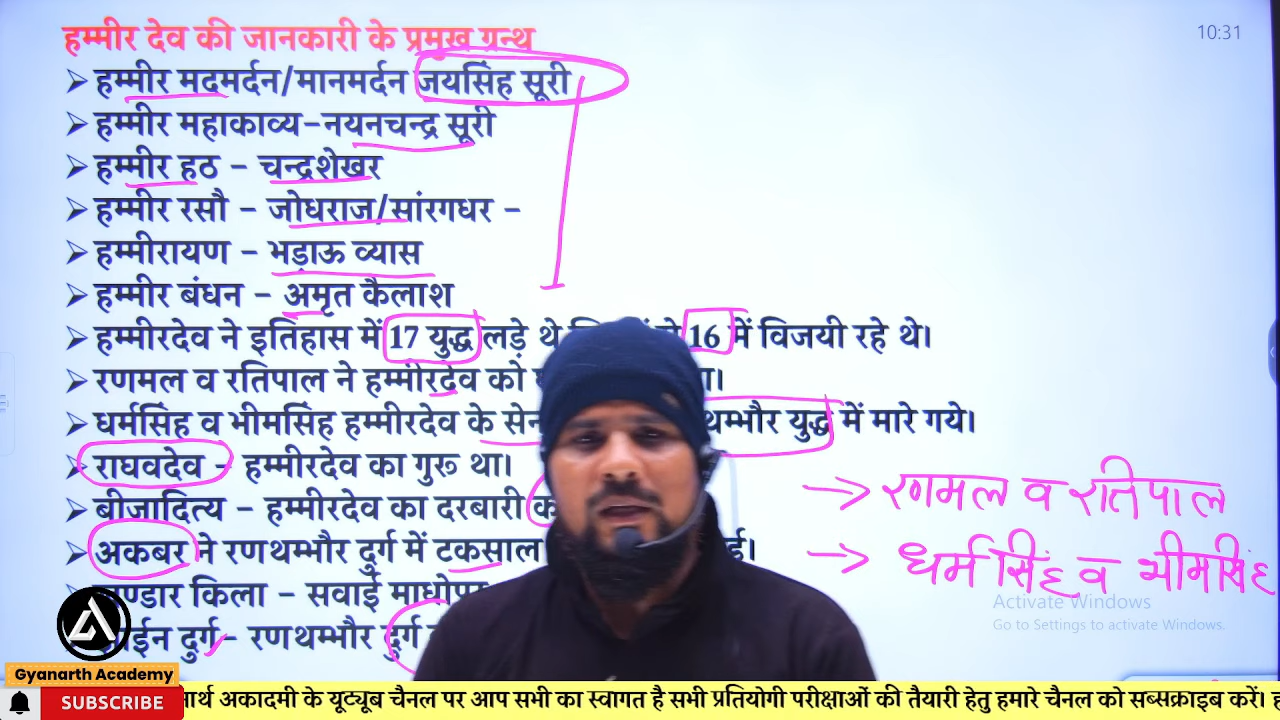 हम्मीर देव की जानकारी के प्रमुख ग्रन्थ
10:31
➢ हम्मीर मदमर्दन/मानमर्दन जयसिंह सूरी
➢ हम्मीर महाकाव्य-नयनचन्द्र सूरी
➢ हम्मीर हठ - चन्द्रशेखर
➢ हम्मीर रसौ - जोधराज/सांरगधर -
➢ हम्मीरायण - भड़ाऊ व्यास
➢ हम्मीर बंधन - अमृत कैलाश
➢ हम्मीरदेव ने इतिहास में 17 युद्ध लड़े थे 16 में विजयी रहे थे।
➢ रणमल व रतिपाल ने हम्मीरदेव को
➢ धर्मसिंह व भीमसिंह हम्मीरदेव के युद्ध में मारे गये।
➢ राघवदेव - हम्मीरदेव का गुरू था।
➢ बीजादित्य - हम्मीरदेव का दरबारी
➢ अकबर ने रणथम्भौर दुर्ग में टकसाल
किला - सवाई
दुर्ग - रणथम्भौर दुर्ग
→ रणमल व रतिपाल
→ धर्मसिंह व भीमसिंह
Activate Windows
Go to Settings to activate Windows.
Gyanarth Academy
SUBSCRIBE
अकादमी के यूट्यूब चैनल पर आप सभी का स्वागत है सभी प्रतियोगी परीक्षाओं की तैयारी हेतु हमारे चैनल को सब्सक्राइब करें।